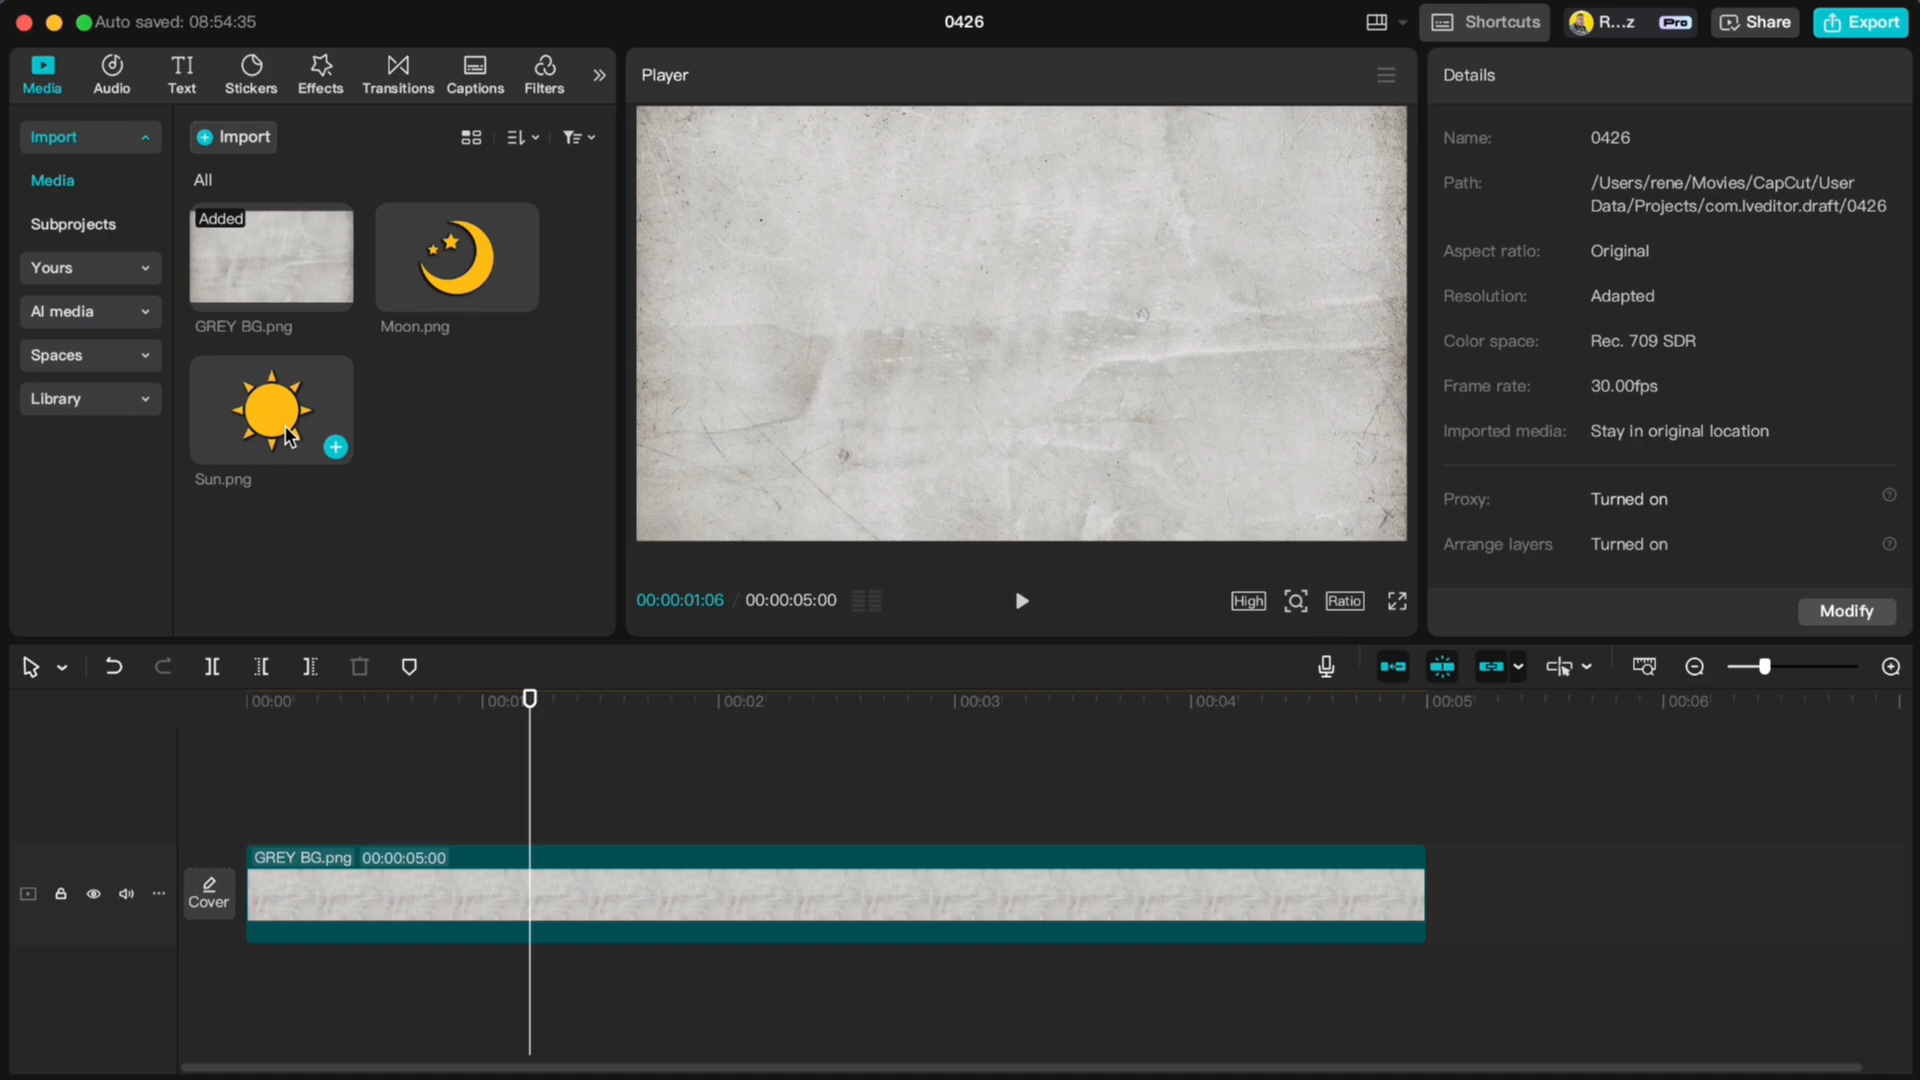 Auto saved: 08:54:35
0426
Shortcuts
R...z
Pro
Share
Export
Media
Audio
TI
Text
Stickers
Effects
Transitions
Captions
Filters
Player
Details
Import
Media
Subprojects
Yours
AI media
Spaces
Library
Import
All
Added
GREY BG.png
Moon.png
Sun.png
00:00:01:06 / 00:00:05:00
High
Ratio
Name: 0426
Path: /Users/rene/Movies/CapCut/User
Data/Projects/com.lveditor.draft/0426
Aspect ratio: Original
Resolution: Adapted
Color space: Rec. 709 SDR
Frame rate: 30.00fps
Imported media: Stay in original location
Proxy: Turned on
Arrange layers Turned on
Modify
00:00 00:01 00:02 00:03 00:04 00:05 00:06
GREY BG.png 00:00:05:00
Cover